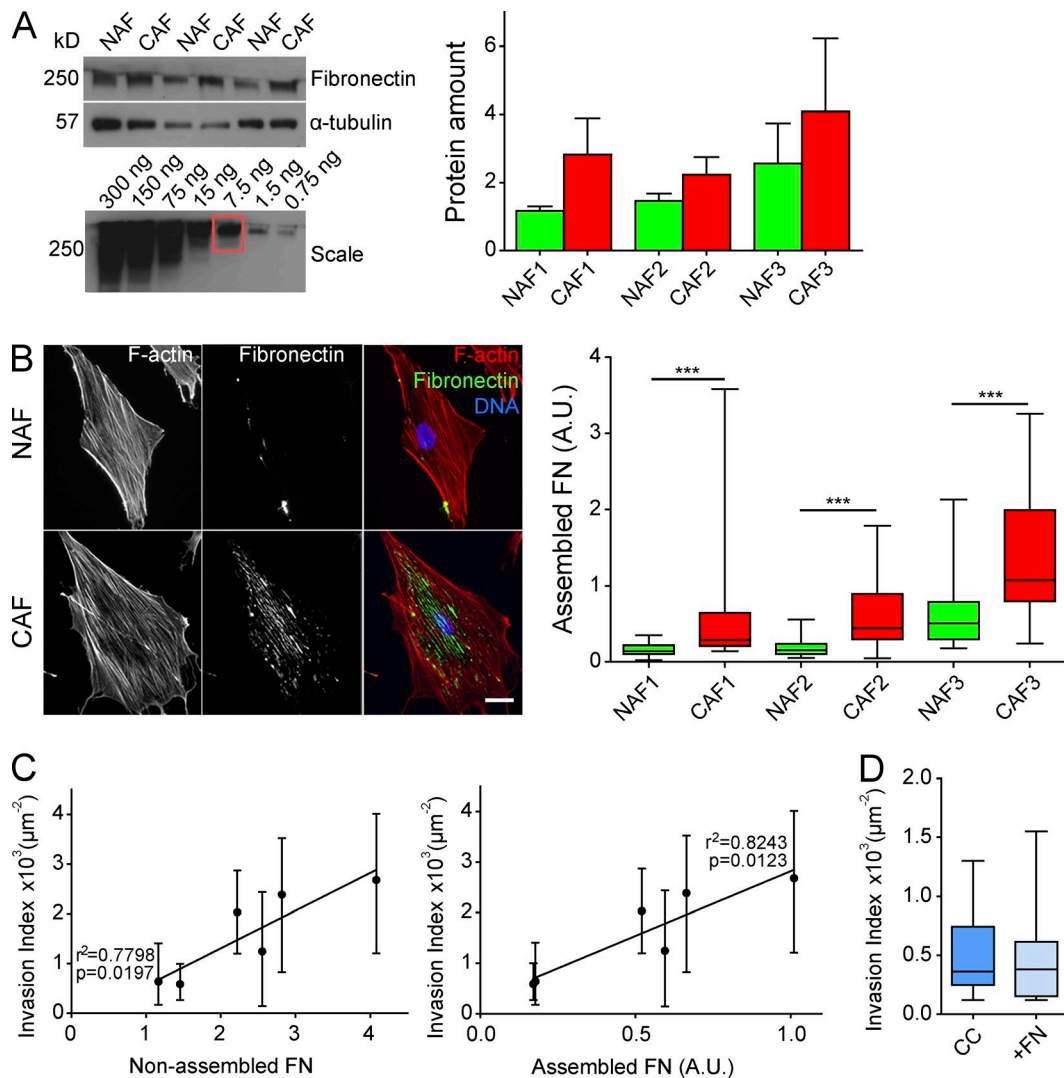 A
kD
NAF CAF NAF CAF NAF CAF
250
Fibronectin
57
α-tubulin
300 ng 150 ng 75 ng 15 ng 7.5 ng 1.5 ng 0.75 ng
250
Scale
Protein amount
6
4
2
0
NAF1 CAF1 NAF2 CAF2 NAF3 CAF3
B
F-actin Fibronectin F-actin
Fibronectin
DNA
NAF
CAF
Assembled FN (A.U.)
4
3
2
1
0
*** *** ***
NAF1 CAF1 NAF2 CAF2 NAF3 CAF3
C
Invasion Index x10³(µm⁻²)
4
3
2
1
0
r²=0.7798
p=0.0197
0 1 2 3 4
Non-assembled FN
Invasion Index x10³(µm⁻²)
4
3
2
1
0
r²=0.8243
p=0.0123
0.0 0.5 1.0
Assembled FN (A.U.)
D
Invasion Index x10³(µm⁻²)
2.0
1.5
1.0
0.5
0
CC +FN